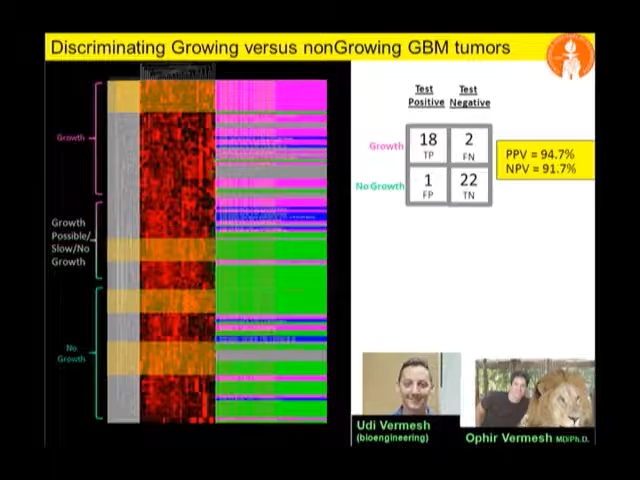 Discriminating Growing versus nonGrowing GBM tumors
Growth
Growth
Possible/
Slow/No
Growth
No
Growth
Test
Positive
Test
Negative
Growth
18
TP
2
FN
No Growth
1
FP
22
TN
PPV = 94.7%
NPV = 91.7%
Udi Vermesh
(bioengineering)
Ophir Vermesh MD/Ph.D.